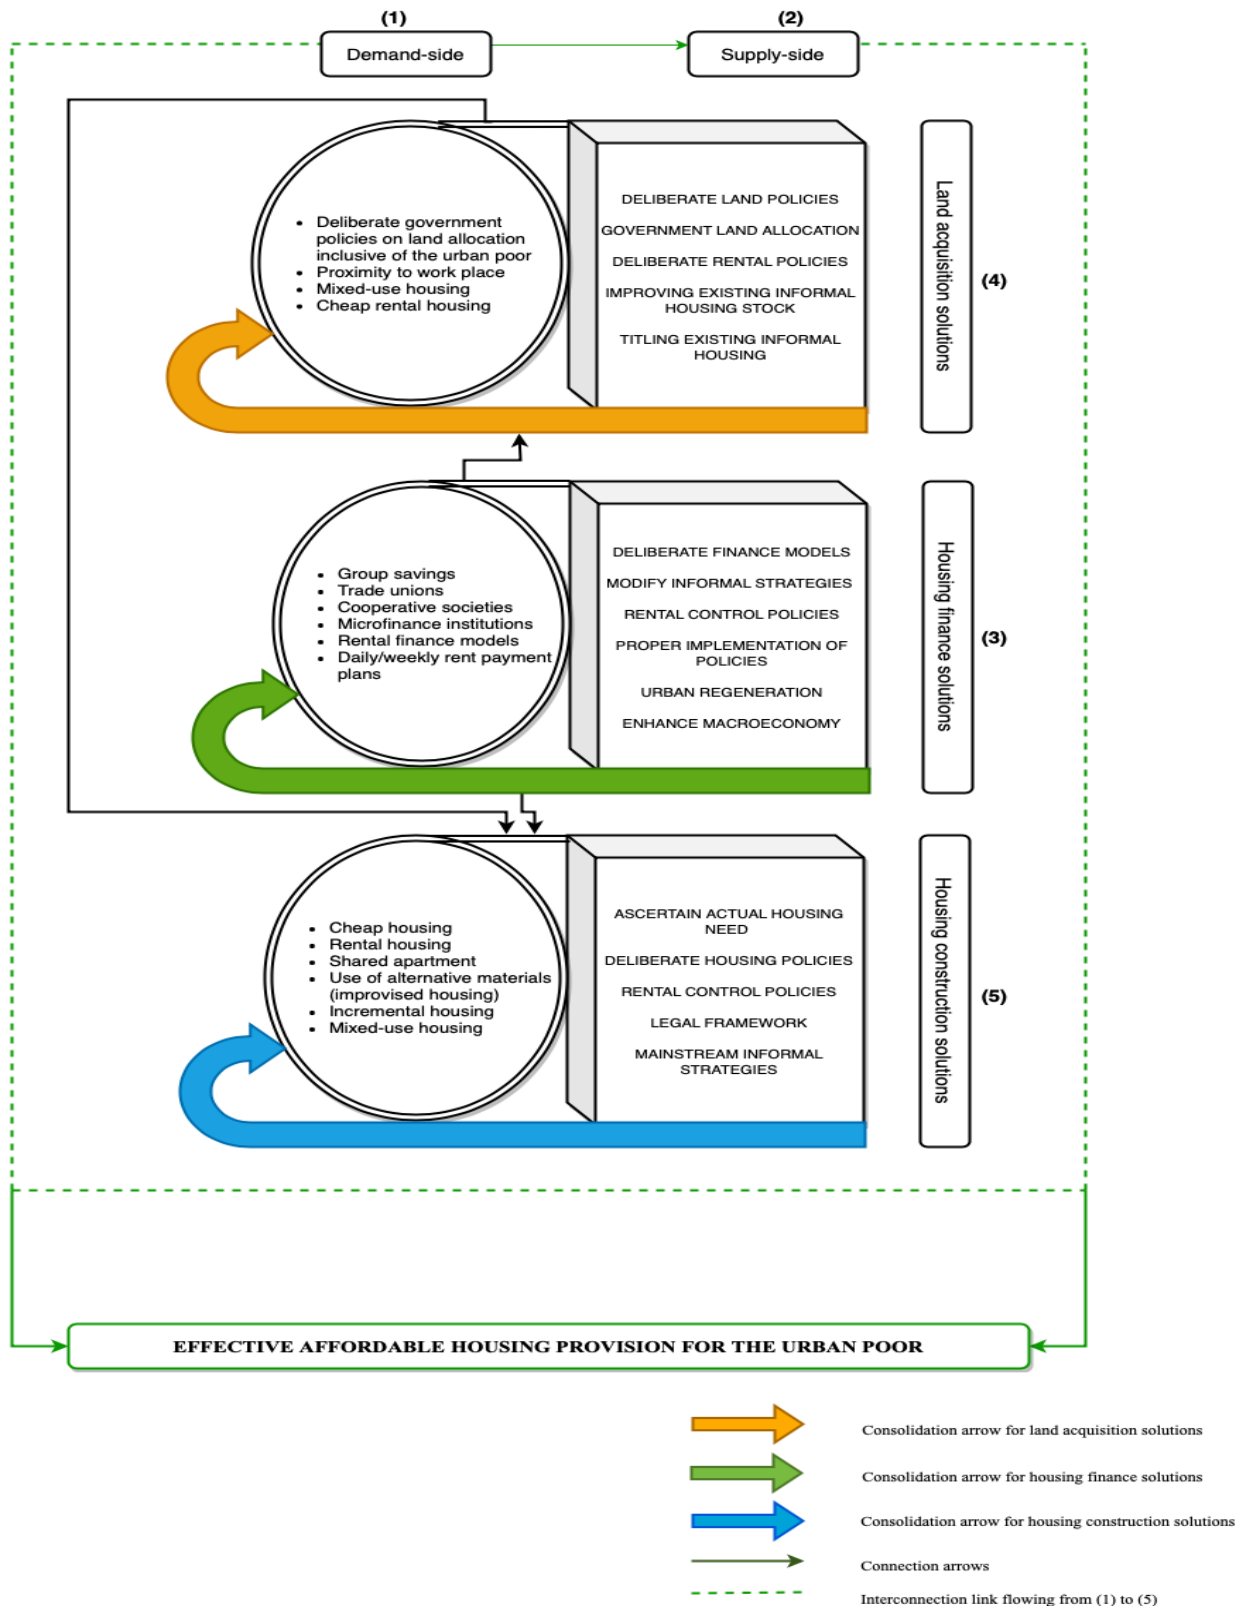 (1)
(2)
Demand-side
Supply-side
• Deliberate government
policies on land allocation
inclusive of the urban poor
• Proximity to work place
• Mixed-use housing
• Cheap rental housing
DELIBERATE LAND POLICIES
GOVERNMENT LAND ALLOCATION
DELIBERATE RENTAL POLICIES
IMPROVING EXISTING INFORMAL
HOUSING STOCK
TITLING EXISTING INFORMAL
HOUSING
Land acquisition solutions
(4)
• Group savings
• Trade unions
• Cooperative societies
• Microfinance institutions
• Rental finance models
• Daily/weekly rent payment
plans
DELIBERATE FINANCE MODELS
MODIFY INFORMAL STRATEGIES
RENTAL CONTROL POLICIES
PROPER IMPLEMENTATION OF
POLICIES
URBAN REGENERATION
ENHANCE MACROECONOMY
Housing finance solutions
(3)
• Cheap housing
• Rental housing
• Shared apartment
• Use of alternative materials
(improvised housing)
• Incremental housing
• Mixed-use housing
ASCERTAIN ACTUAL HOUSING
NEED
DELIBERATE HOUSING POLICIES
RENTAL CONTROL POLICIES
LEGAL FRAMEWORK
MAINSTREAM INFORMAL
STRATEGIES
Housing construction solutions
(5)
EFFECTIVE AFFORDABLE HOUSING PROVISION FOR THE URBAN POOR
Consolidation arrow for land acquisition solutions
Consolidation arrow for housing finance solutions
Consolidation arrow for housing construction solutions
Connection arrows
Interconnection link flowing from (1) to (5)